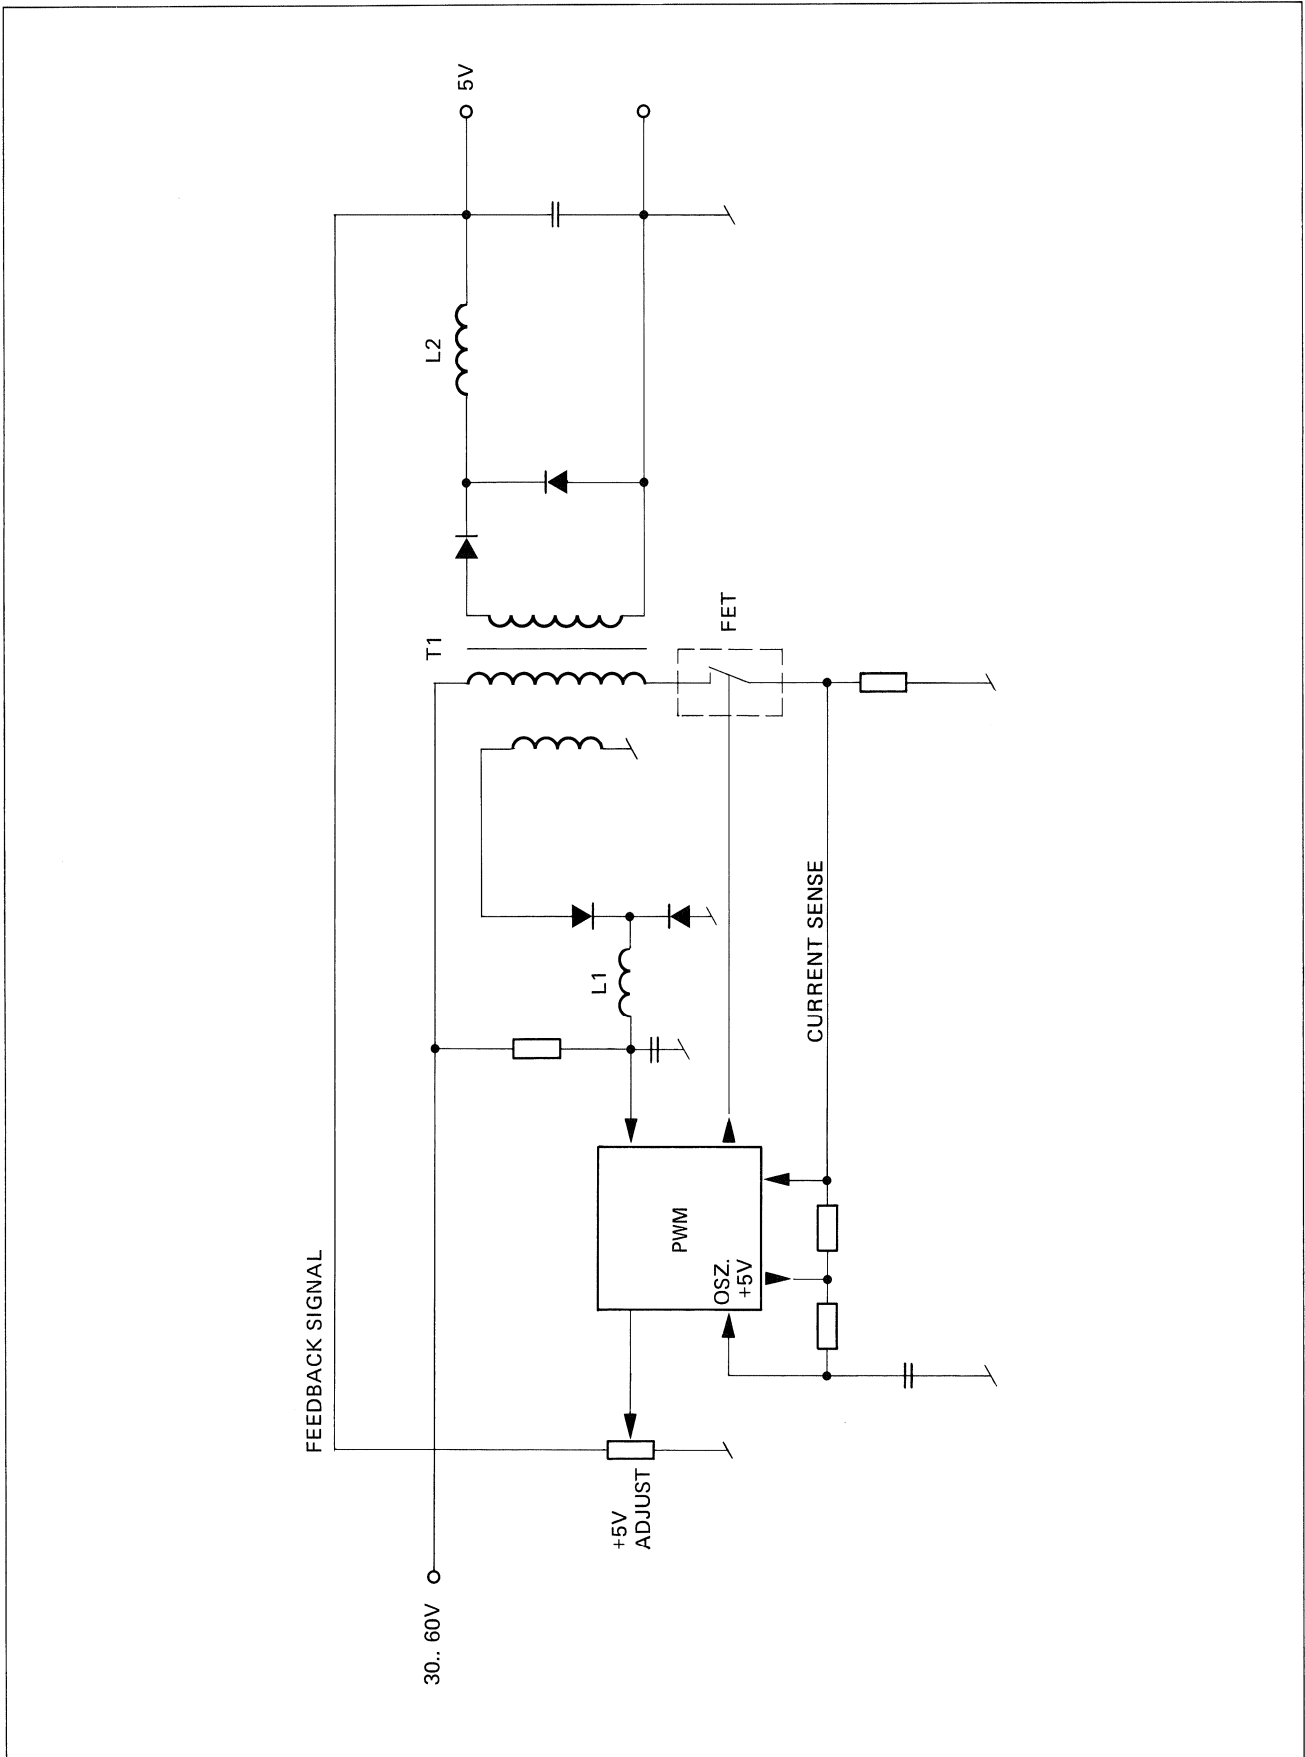 FEEDBACK SIGNAL
30.. 60V
+5V
ADJUST
OSZ.
+5V
PWM
L1
CURRENT SENSE
T1
FET
L2
5V